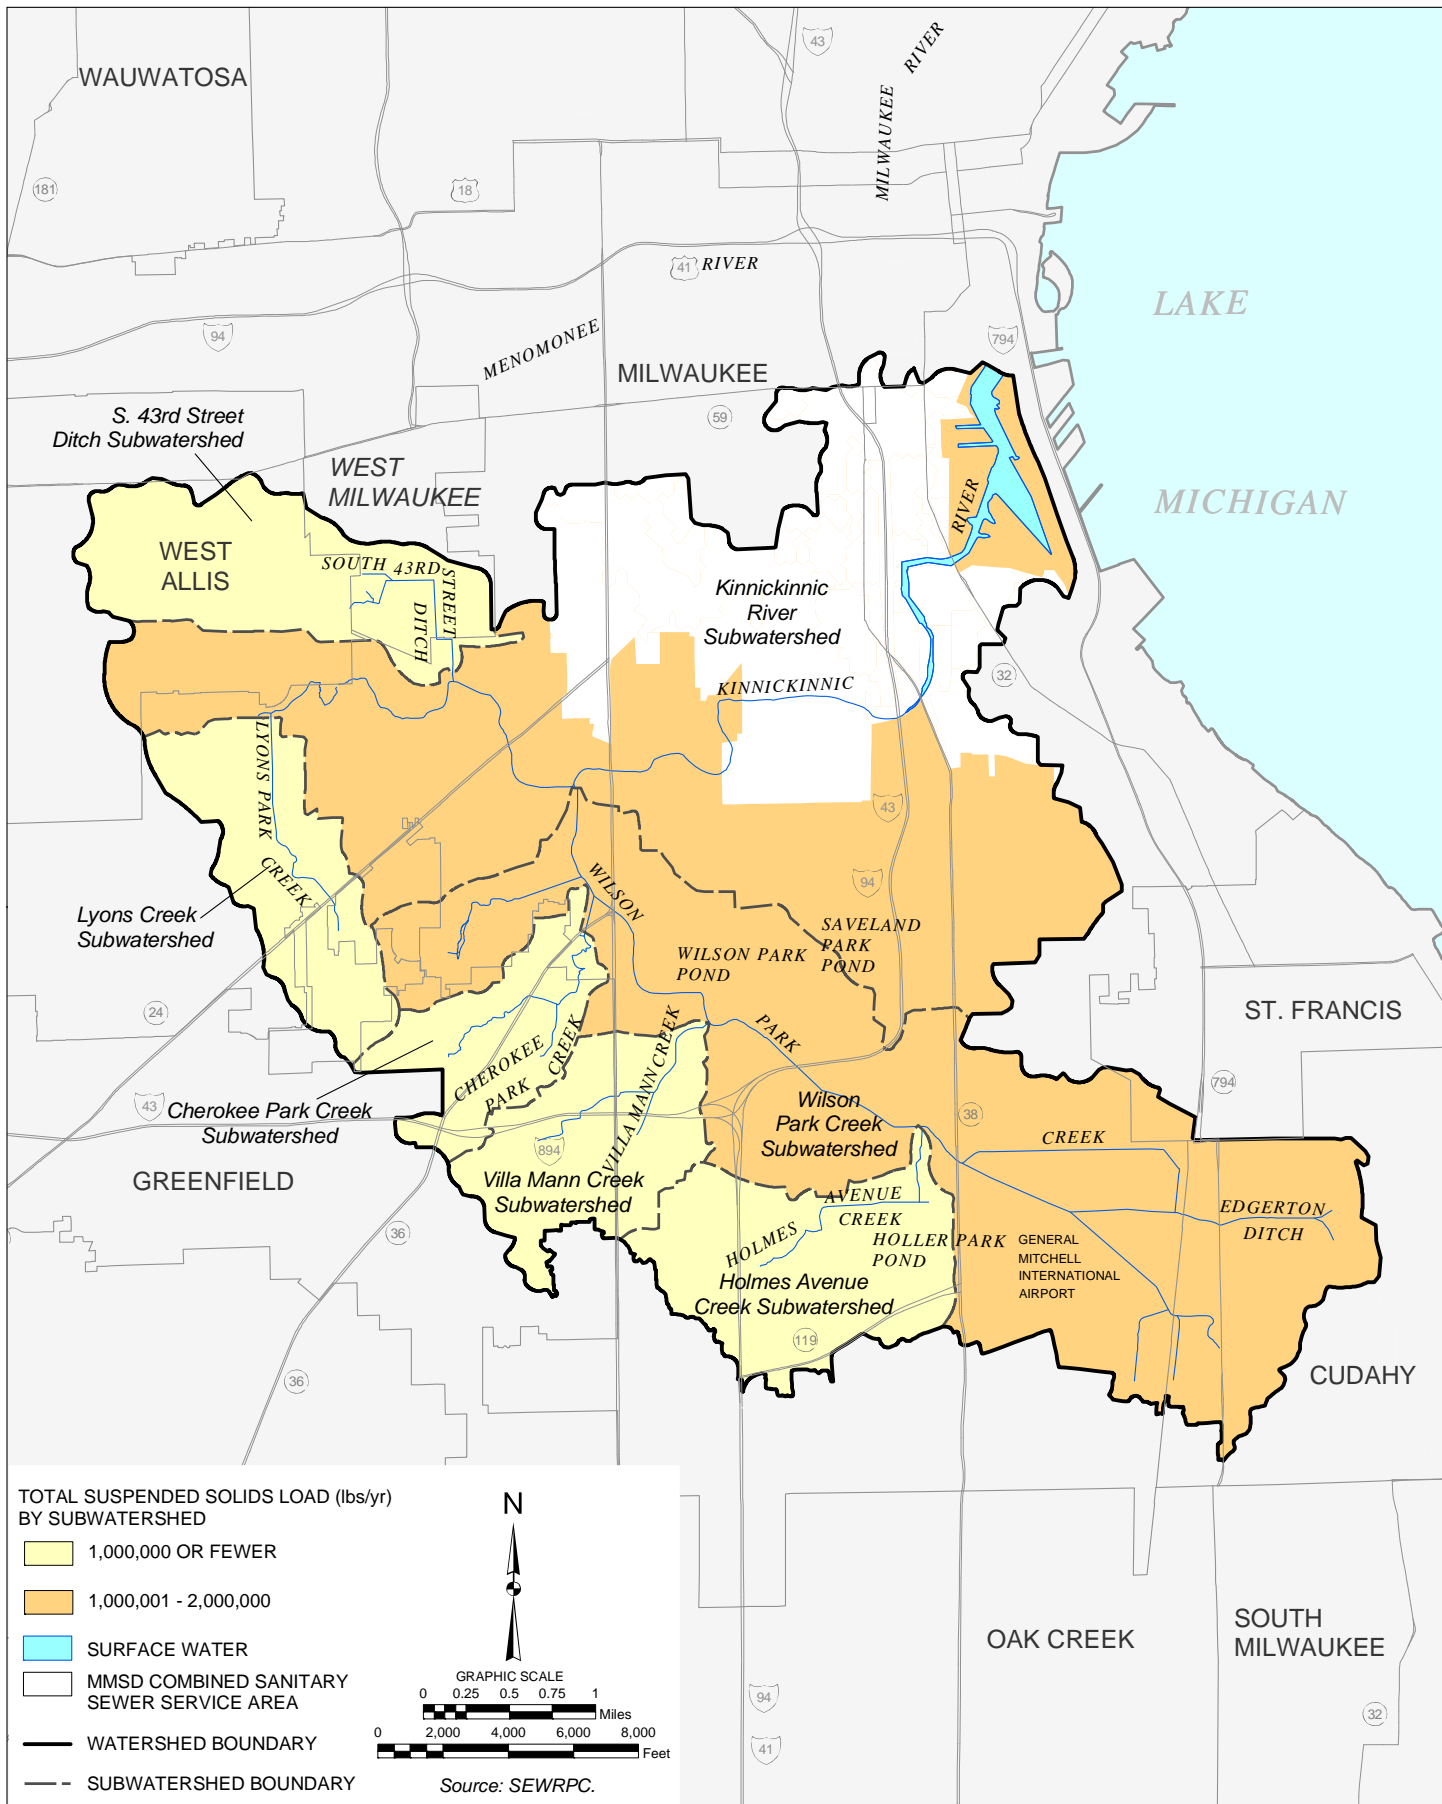 WAUWATOSA
43
RIVER
MILWAUKEE
181
18
41
RIVER
LAKE
94
MENOMONEE
794
MILWAUKEE
59
S. 43rd Street
Ditch Subwatershed
WEST
MILWAUKEE
MICHIGAN
RIVER
WEST
ALLIS
SOUTH 43RD
STREET
DITCH
Kinnickinnic
River
Subwatershed
32
KINNICKINNIC
LYONS PARK
CREEK
43
94
WILSON
Lyons Creek
Subwatershed
SAVELAND
PARK
POND
WILSON PARK
POND
24
ST. FRANCIS
PARK
CREEK
CHEROKEE
PARK
VILLA MANN CREEK
794
43
Cherokee Park Creek
Subwatershed
Wilson
Park Creek
Subwatershed
38
CREEK
894
GREENFIELD
Villa Mann Creek
Subwatershed
AVENUE
CREEK
HOLMES
EDGERTON
DITCH
36
HOLLER PARK
POND
GENERAL
MITCHELL
INTERNATIONAL
AIRPORT
Holmes Avenue
Creek Subwatershed
119
36
CUDAHY
TOTAL SUSPENDED SOLIDS LOAD (lbs/yr)
BY SUBWATERSHED
1,000,000 OR FEWER
1,000,001 - 2,000,000
SURFACE WATER
MMSD COMBINED SANITARY
SEWER SERVICE AREA
WATERSHED BOUNDARY
SUBWATERSHED BOUNDARY
N
GRAPHIC SCALE
0 0.25 0.5 0.75 1
Miles
0 2,000 4,000 6,000 8,000
Feet
Source: SEWRPC.
OAK CREEK
SOUTH
MILWAUKEE
94
32
41